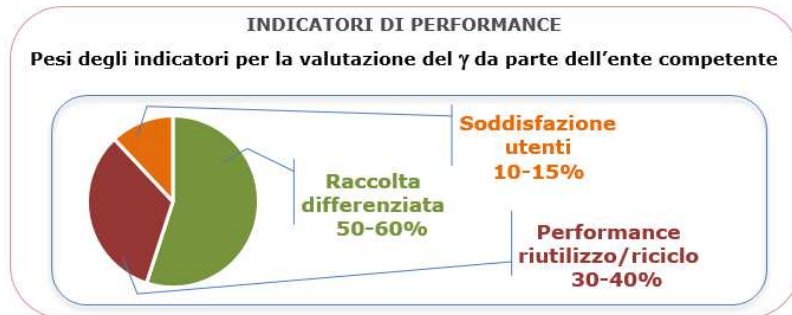 INDICATORI DI PERFORMANCE
Pesi degli indicatori per la valutazione del γ da parte dell'ente competente
Soddisfazione
utenti
10-15%
Raccolta
differenziata
50-60%
Performance
riutilizzo/riciclo
30-40%